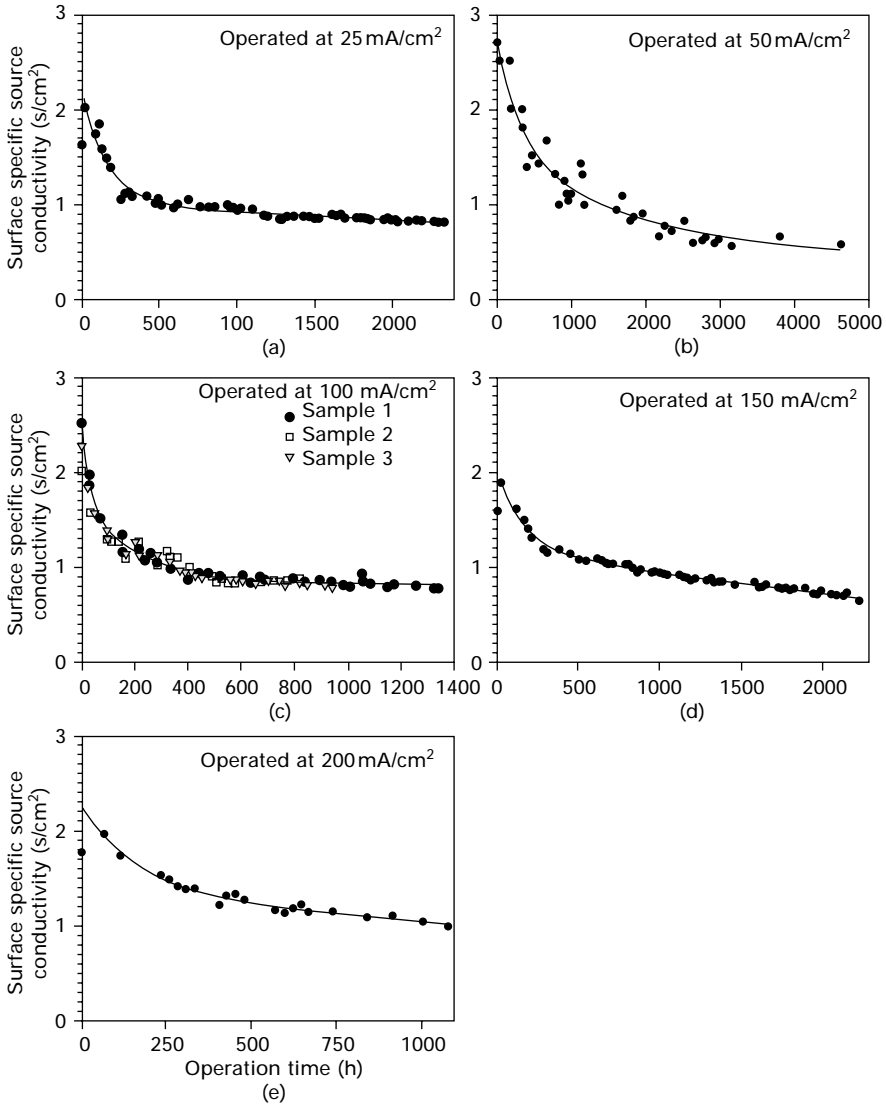 Operated at 25 mA/cm²
Surface specific source
conductivity (s/cm²)
3
2
1
0
0 500 1000 1500 2000
(a)
Operated at 50 mA/cm²
3
2
1
0
0 1000 2000 3000 4000 5000
(b)
Operated at 100 mA/cm²
Sample 1
Sample 2
Sample 3
Surface specific source
conductivity (s/cm²)
3
2
1
0
0 200 400 600 800 1000 1200 1400
(c)
Operated at 150 mA/cm²
3
2
1
0
0 500 1000 1500 2000
(d)
Operated at 200 mA/cm²
Surface specific source
conductivity (s/cm²)
3
2
1
0
0 250 500 750 1000
Operation time (h)
(e)